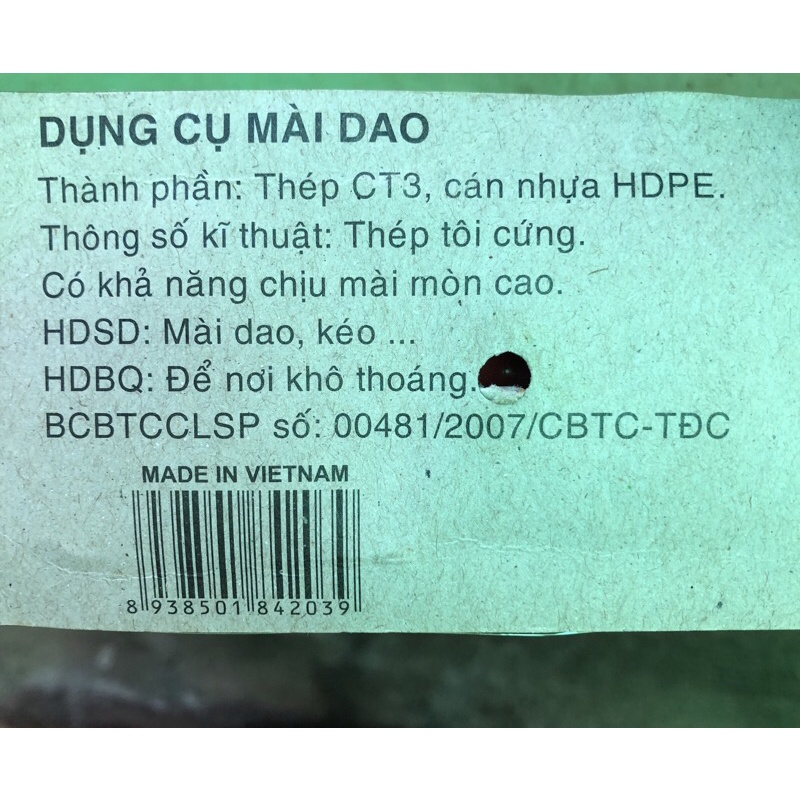 DỤNG CỤ MÀI DAO
Thành phần: Thép CT3, cán nhựa HDPE.
Thông số kĩ thuật: Thép tôi cứng.
Có khả năng chịu mài mòn cao.
HDSD: Mài dao, kéo ...
HDBQ: Để nơi khô thoáng.
BCBTCCLSP số: 00481/2007/CBTC-TĐC
MADE IN VIETNAM
8 938501 842039